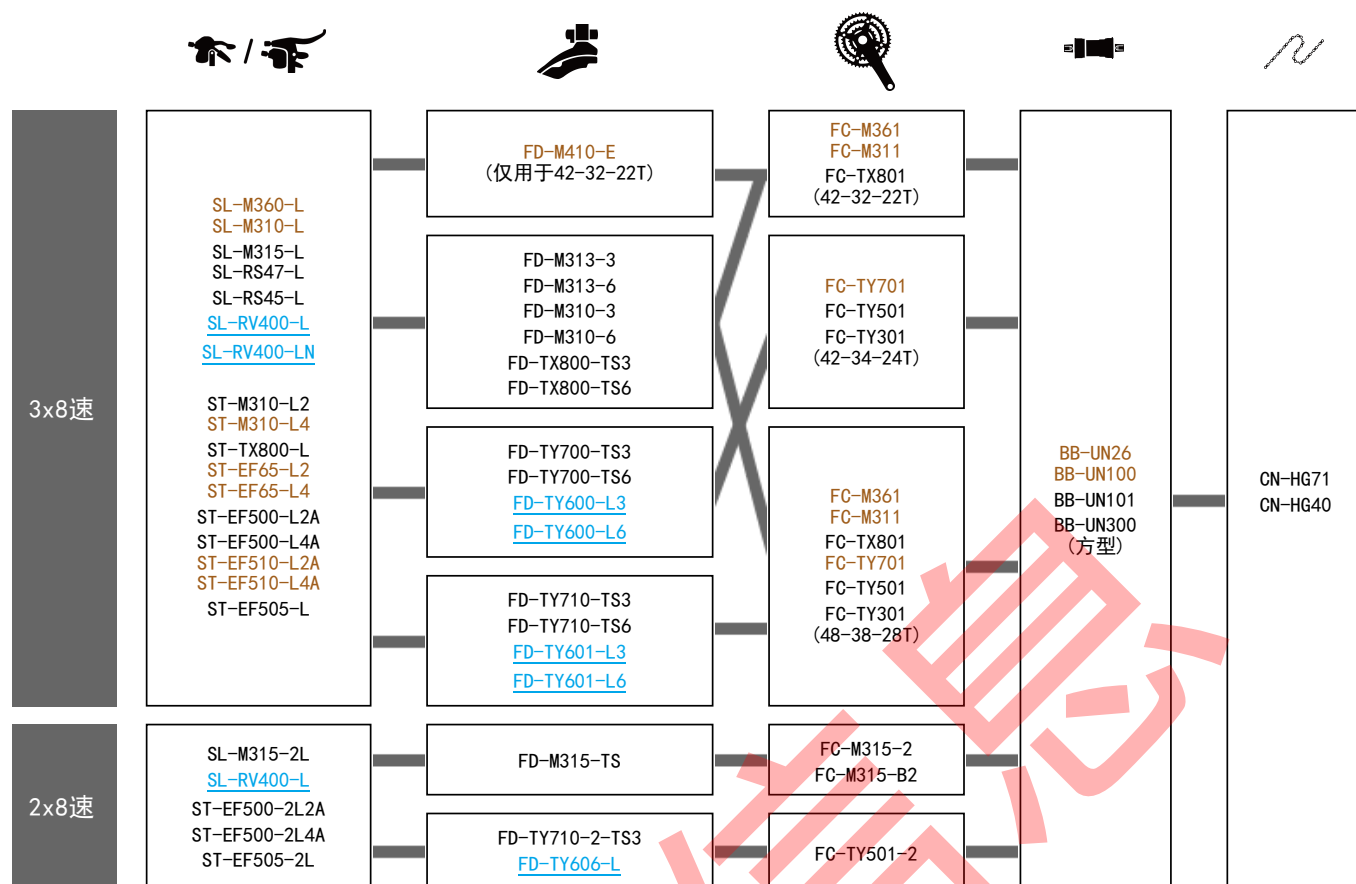 /
3x8速
SL-M360-L
SL-M310-L
SL-M315-L
SL-RS47-L
SL-RS45-L
SL-RV400-L
SL-RV400-LN
ST-M310-L2
ST-M310-L4
ST-TX800-L
ST-EF65-L2
ST-EF65-L4
ST-EF500-L2A
ST-EF500-L4A
ST-EF510-L2A
ST-EF510-L4A
ST-EF505-L
FD-M410-E
(仅用于42-32-22T)
FD-M313-3
FD-M313-6
FD-M310-3
FD-M310-6
FD-TX800-TS3
FD-TX800-TS6
FD-TY700-TS3
FD-TY700-TS6
FD-TY600-L3
FD-TY600-L6
FD-TY710-TS3
FD-TY710-TS6
FD-TY601-L3
FD-TY601-L6
FC-M361
FC-M311
FC-TX801
(42-32-22T)
FC-TY701
FC-TY501
FC-TY301
(42-34-24T)
FC-M361
FC-M311
FC-TX801
FC-TY701
FC-TY501
FC-TY301
(48-38-28T)
BB-UN26
BB-UN100
BB-UN101
BB-UN300
(方型)
CN-HG71
CN-HG40
2x8速
SL-M315-2L
SL-RV400-L
ST-EF500-2L2A
ST-EF500-2L4A
ST-EF505-2L
FD-M315-TS
FD-TY710-2-TS3
FD-TY606-L
FC-M315-2
FC-M315-B2
FC-TY501-2
信息